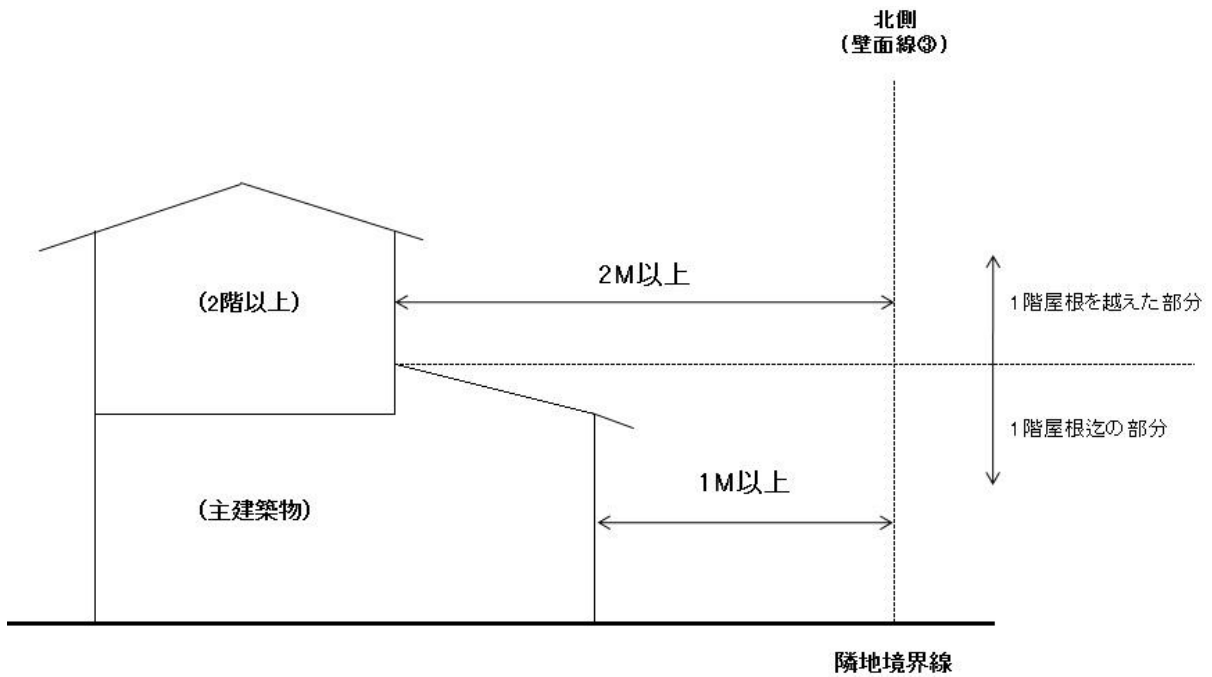 北側
(壁面線③)
2M以上
(2階以上)
1階屋根を越えた部分
1階屋根迄の部分
1M以上
(主建築物)
隣地境界線